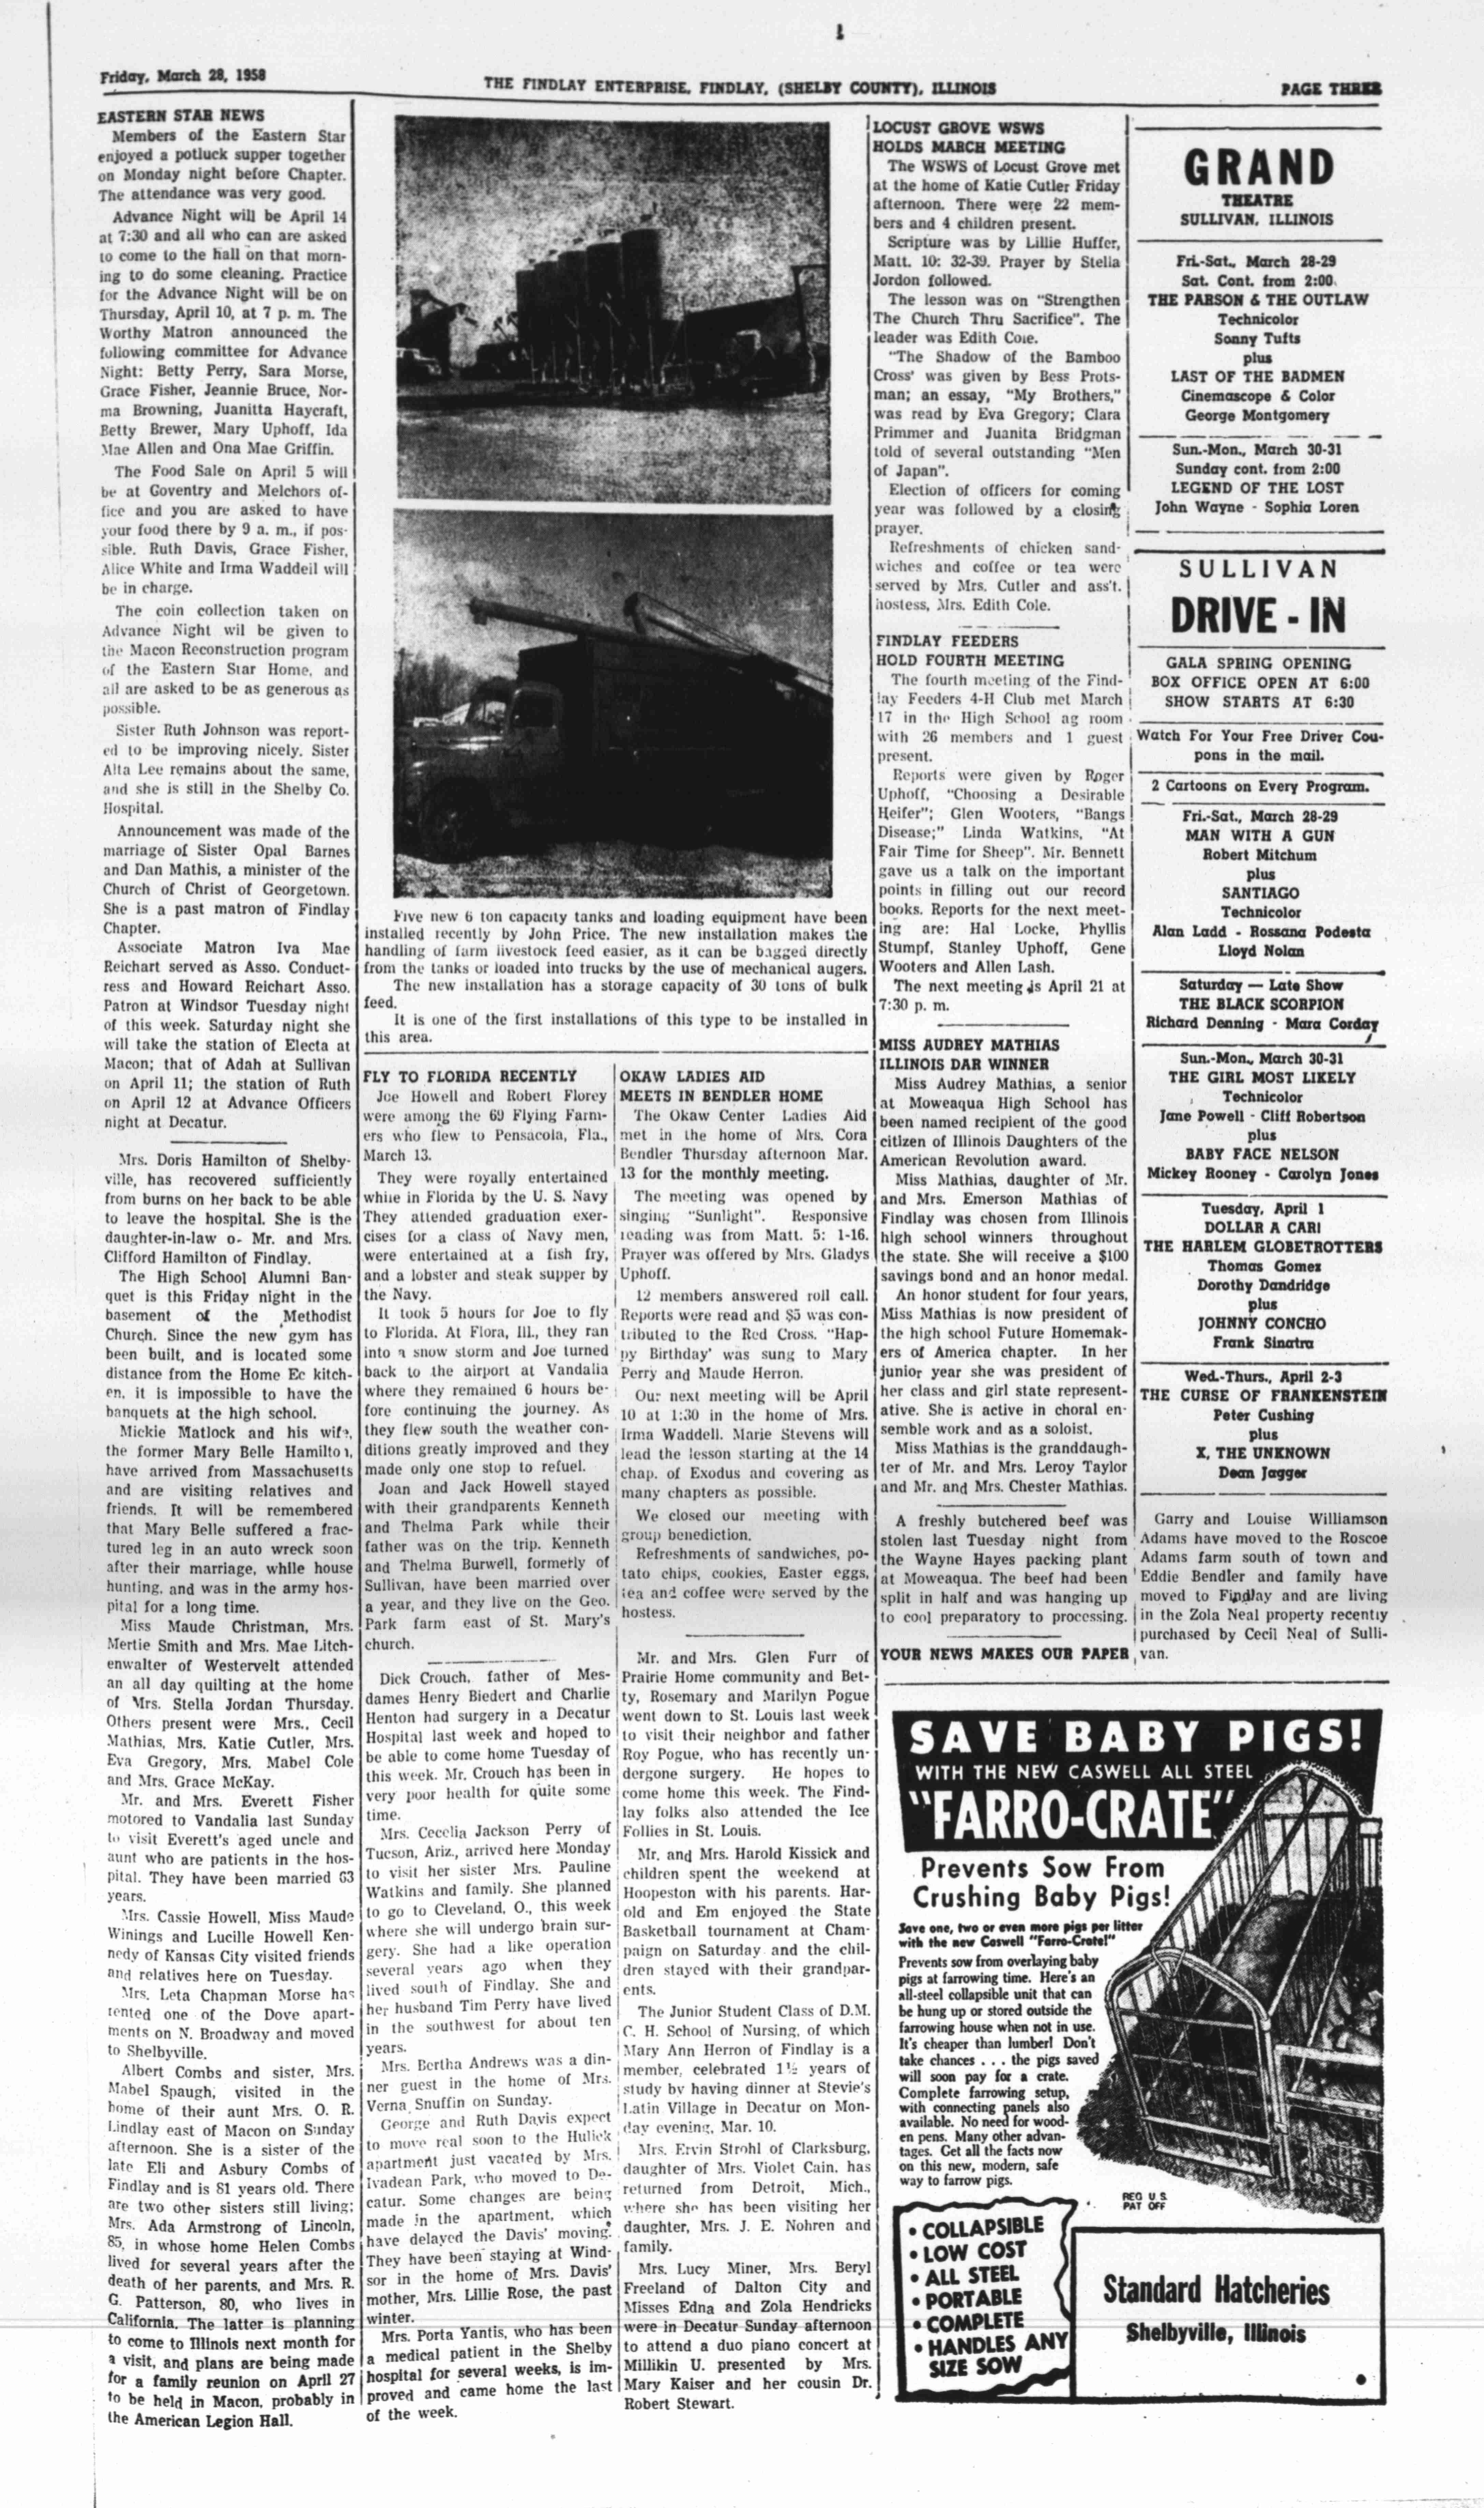 1
Friday, March 28, 1958
THE FINDLAY ENTERPRISE, FINDLAY, (SHELBY COUNTY), ILLINOIS
PAGE THREE
EASTERN STAR NEWS
Members of the Eastern Star
enjoyed a potluck supper together
on Monday night before Chapter.
The attendance was very good.
Advance Night will be April 14
at 7:30 and all who can are asked
to come to the hall on that morn-
ing to do some cleaning. Practice
for the Advance Night will be on
Thursday, April 10, at 7 p. m. The
Worthy Matron announced the
following committee for Advance
Night: Betty Perry, Sara Morse,
Grace Fisher, Jeannie Bruce, Nor-
ma Browning, Juanitta Haycraft,
Betty Brewer, Mary Uphoff, Ida
Mae Allen and Ona Mae Griffin.
The Food Sale on April 5 will
be at Goventry and Melchors of-
fice and you are asked to have
your food there by 9 a. m., if pos-
sible. Ruth Davis, Grace Fisher,
Alice White and Irma Waddell will
be in charge.
The coin collection taken on
Advance Night wil be given to
the Macon Reconstruction program
of the Eastern Star Home, and
all are asked to be as generous as
possible.
Sister Ruth Johnson was report-
ed to be improving nicely. Sister
Alta Lee remains about the same,
and she is still in the Shelby Co.
Hospital.
Announcement was made of the
marriage of Sister Opal Barnes
and Dan Mathis, a minister of the
Church of Christ of Georgetown.
She is a past matron of Findlay
Chapter.
Associate Matron Iva Mae
Reichart served as Asso. Conduct-
ress and Howard Reichart Asso.
Patron at Windsor Tuesday night
of this week. Saturday night she
will take the station of Electa at
Macon; that of Adah at Sullivan
on April 11; the station of Ruth
on April 12 at Advance Officers
night at Decatur.
Mrs. Doris Hamilton of Shelby-
ville, has recovered sufficiently
from burns on her back to be able
to leave the hospital. She is the
daughter-in-law o- Mr. and Mrs.
Clifford Hamilton of Findlay.
The High School Alumni Ban-
quet is this Friday night in the
basement of the Methodist
Church. Since the new gym has
been built, and is located some
distance from the Home Ec kitch-
en, it is impossible to have the
banquets at the high school.
Mickie Matlock and his wife,
the former Mary Belle Hamilton,
have arrived from Massachusetts
and are visiting relatives and
friends. It will be remembered
that Mary Belle suffered a frac-
tured leg in an auto wreck soon
after their marriage, while house
hunting, and was in the army hos-
pital for a long time.
Miss Maude Christman, Mrs.
Mertie Smith and Mrs. Mae Litch-
enwalter of Westervelt attended
an all day quilting at the home
of Mrs. Stella Jordan Thursday.
Others present were Mrs., Cecil
Mathias, Mrs. Katie Cutler, Mrs.
Eva Gregory, Mrs. Mabel Cole
and Mrs. Grace McKay.
Mr. and Mrs. Everett Fisher
motored to Vandalia last Sunday
to visit Everett's aged uncle and
aunt who are patients in the hos-
pital. They have been married 63
years.
Mrs. Cassie Howell, Miss Maude
Winings and Lucille Howell Ken-
nedy of Kansas City visited friends
and relatives here on Tuesday.
Mrs. Leta Chapman Morse has
rented one of the Dove apart-
ments on N. Broadway and moved
to Shelbyville.
Albert Combs and sister, Mrs.
Mabel Spaugh, visited in the
home of their aunt Mrs. O. R.
Lindlay east of Macon on Sunday
afternoon. She is a sister of the
late Eli and Asbury Combs of
Findlay and is 81 years old. There
are two other sisters still living;
Mrs. Ada Armstrong of Lincoln,
85, in whose home Helen Combs
lived for several years after the
death of her parents, and Mrs. R.
G. Patterson, 80, who lives in
California. The latter is planning
to come to Illinois next month for
a visit, and plans are being made
for a family reunion on April 27
to be held in Macon, probably in
the American Legion Hall.
Five new 6 ton capacity tanks and loading equipment have been
installed recently by John Price. The new installation makes the
handling of farm livestock feed easier, as it can be bagged directly
from the tanks or loaded into trucks by the use of mechanical augers.
The new installation has a storage capacity of 30 tons of bulk
feed.
It is one of the first installations of this type to be installed in
this area.
FLY TO FLORIDA RECENTLY
Joe Howell and Robert Florey
were among the 69 Flying Farm-
ers who flew to Pensacola, Fla.,
March 13.
They were royally entertained
while in Florida by the U. S. Navy
They attended graduation exer-
cises for a class of Navy men,
were entertained at a fish fry,
and a lobster and steak supper by
the Navy.
It took 5 hours for Joe to fly
to Florida. At Flora, Ill., they ran
into a snow storm and Joe turned
back to the airport at Vandalia
where they remained 6 hours be-
fore continuing the journey. As
they flew south the weather con-
ditions greatly improved and they
made only one stop to refuel.
Joan and Jack Howell stayed
with their grandparents Kenneth
and Thelma Park while their
father was on the trip. Kenneth
and Thelma Burwell, formerly of
Sullivan, have been married over
a year, and they live on the Geo.
Park farm east of St. Mary's
church.
Dick Crouch, father of Mes-
dames Henry Biedert and Charlie
Henton had surgery in a Decatur
Hospital last week and hoped to
be able to come home Tuesday of
this week. Mr. Crouch has been in
very poor health for quite some
time.
Mrs. Cecelia Jackson Perry of
Tucson, Ariz., arrived here Monday
to visit her sister Mrs. Pauline
Watkins and family. She planned
to go to Cleveland, O., this week
where she will undergo brain sur-
gery. She had a like operation
several years ago when they
lived south of Findlay. She and
her husband Tim Perry have lived
in the southwest for about ten
years.
Mrs. Bertha Andrews was a din-
ner guest in the home of Mrs.
Verna Snuffin on Sunday.
George and Ruth Davis expect
to move real soon to the Hulick
apartment just vacated by Mrs.
Ivadean Park, who moved to De-
catur. Some changes are being
made in the apartment, which
have delayed the Davis' moving.
They have been staying at Wind-
sor in the home of Mrs. Davis'
mother, Mrs. Lillie Rose, the past
winter.
Mrs. Porta Yantis, who has been
a medical patient in the Shelby
hospital for several weeks, is im-
proved and came home the last
of the week.
OKAW LADIES AID
MEETS IN BENDLER HOME
The Okaw Center Ladies Aid
met in the home of Mrs. Cora
Bendler Thursday afternoon Mar.
13 for the monthly meeting.
The meeting was opened by
singing "Sunlight". Responsive
reading was from Matt. 5: 1-16.
Prayer was offered by Mrs. Gladys
Uphoff.
12 members answered roll call.
Reports were read and $5 was con-
tributed to the Red Cross. "Hap-
py Birthday' was sung to Mary
Perry and Maude Herron.
Our next meeting will be April
10 at 1:30 in the home of Mrs.
Irma Waddell. Marie Stevens will
lead the lesson starting at the 14
chap. of Exodus and covering as
many chapters as possible.
We closed our meeting with
group benediction.
Refreshments of sandwiches, po-
tato chips, cookies, Easter eggs,
tea and coffee were served by the
hostess.
Mr. and Mrs. Glen Furr of
Prairie Home community and Bet-
ty, Rosemary and Marilyn Pogue
went down to St. Louis last week
to visit their neighbor and father
Roy Pogue, who has recently un-
dergone surgery. He hopes to
come home this week. The Find-
lay folks also attended the Ice
Follies in St. Louis.
Mr. and Mrs. Harold Kissick and
children spent the weekend at
Hoopeston with his parents. Har-
old and Em enjoyed the State
Basketball tournament at Cham-
paign on Saturday and the chil-
dren stayed with their grandpar-
ents.
The Junior Student Class of D.M.
C. H. School of Nursing, of which
Mary Ann Herron of Findlay is a
member, celebrated 1½ years of
study by having dinner at Stevie's
Latin Village in Decatur on Mon-
day evening, Mar. 10.
Mrs. Ervin Strohl of Clarksburg,
daughter of Mrs. Violet Cain, has
returned from Detroit, Mich.,
where she has been visiting her
daughter, Mrs. J. E. Nohren and
family.
Mrs. Lucy Miner, Mrs. Beryl
Freeland of Dalton City and
Misses Edna and Zola Hendricks
were in Decatur Sunday afternoon
to attend a duo piano concert at
Millikin U. presented by Mrs.
Mary Kaiser and her cousin Dr.
Robert Stewart.
LOCUST GROVE WSWS
HOLDS MARCH MEETING
The WSWS of Locust Grove met
at the home of Katie Cutler Friday
afternoon. There were 22 mem-
bers and 4 children present.
Scripture was by Lillie Huffer,
Matt. 10: 32-39. Prayer by Stella
Jordon followed.
The lesson was on "Strengthen
The Church Thru Sacrifice". The
leader was Edith Cole.
"The Shadow of the Bamboo
Cross' was given by Bess Prots-
man; an essay, "My Brothers,"
was read by Eva Gregory; Clara
Primmer and Juanita Bridgman
told of several outstanding "Men
of Japan".
Election of officers for coming
year was followed by a closing
prayer.
Refreshments of chicken sand-
wiches and coffee or tea were
served by Mrs. Cutler and ass't.
hostess, Mrs. Edith Cole.
FINDLAY FEEDERS
HOLD FOURTH MEETING
The fourth meeting of the Find-
lay Feeders 4-H Club met March
17 in the High School ag room
with 26 members and 1 guest
present.
Reports were given by Roger
Uphoff, "Choosing a Desirable
Heifer"; Glen Wooters, "Bangs
Disease;" Linda Watkins, "At
Fair Time for Sheep". Mr. Bennett
gave us a talk on the important
points in filling out our record
books. Reports for the next meet-
ing are: Hal Locke, Phyllis
Stumpf, Stanley Uphoff, Gene
Wooters and Allen Lash.
The next meeting is April 21 at
7:30 p. m.
MISS AUDREY MATHIAS
ILLINOIS DAR WINNER
Miss Audrey Mathias, a senior
at Moweaqua High School has
been named recipient of the good
citizen of Illinois Daughters of the
American Revolution award.
Miss Mathias, daughter of Mr.
and Mrs. Emerson Mathias of
Findlay was chosen from Illinois
high school winners throughout
the state. She will receive a $100
savings bond and an honor medal.
An honor student for four years,
Miss Mathias is now president of
the high school Future Homemak-
ers of America chapter. In her
junior year she was president of
her class and girl state represent-
ative. She is active in choral en-
semble work and as a soloist.
Miss Mathias is the granddaugh-
ter of Mr. and Mrs. Leroy Taylor
and Mr. and Mrs. Chester Mathias.
A freshly butchered beef was
stolen last Tuesday night from
the Wayne Hayes packing plant
at Moweaqua. The beef had been
split in half and was hanging up
to cool preparatory to processing.
YOUR NEWS MAKES OUR PAPER
GRAND
THEATRE
SULLIVAN, ILLINOIS
Fri.-Sat., March 28-29
Sat. Cont. from 2:00
THE PARSON & THE OUTLAW
Technicolor
Sonny Tufts
plus
LAST OF THE BADMEN
Cinemascope & Color
George Montgomery
Sun.-Mon., March 30-31
Sunday cont. from 2:00
LEGEND OF THE LOST
John Wayne - Sophia Loren
SULLIVAN
DRIVE - IN
GALA SPRING OPENING
BOX OFFICE OPEN AT 6:00
SHOW STARTS AT 6:30
Watch For Your Free Driver Cou-
pons in the mail.
2 Cartoons on Every Program.
Fri.-Sat., March 28-29
MAN WITH A GUN
Robert Mitchum
plus
SANTIAGO
Technicolor
Alan Ladd - Rossana Podesta
Lloyd Nolan
Saturday — Late Show
THE BLACK SCORPION
Richard Denning - Mara Corday
Sun.-Mon., March 30-31
THE GIRL MOST LIKELY
Technicolor
Jane Powell - Cliff Robertson
plus
BABY FACE NELSON
Mickey Rooney - Carolyn Jones
Tuesday, April 1
DOLLAR A CAR!
THE HARLEM GLOBETROTTERS
Thomas Gomez
Dorothy Dandridge
plus
JOHNNY CONCHO
Frank Sinatra
Wed.-Thurs., April 2-3
THE CURSE OF FRANKENSTEIN
Peter Cushing
plus
X, THE UNKNOWN
Dean Jagger
Garry and Louise Williamson
Adams have moved to the Roscoe
Adams farm south of town and
Eddie Bendler and family have
moved to Findlay and are living
in the Zola Neal property recently
purchased by Cecil Neal of Sulli-
van.
SAVE BABY PIGS!
WITH THE NEW CASWELL ALL STEEL
"FARRO-CRATE"
Prevents Sow From
Crushing Baby Pigs!
Save one, two or even more pigs per litter
with the new Caswell "Farro-Crate!"
Prevents sow from overlaying baby
pigs at farrowing time. Here's an
all-steel collapsible unit that can
be hung up or stored outside the
farrowing house when not in use.
It's cheaper than lumber! Don't
take chances . . . the pigs saved
will soon pay for a crate.
Complete farrowing setup,
with connecting panels also
available. No need for wood-
en pens. Many other advan-
tages. Get all the facts now
on this new, modern, safe
way to farrow pigs.
REG U S
PAT OFF
• COLLAPSIBLE
• LOW COST
• ALL STEEL
• PORTABLE
• COMPLETE
• HANDLES ANY
SIZE SOW
Standard Hatcheries
Shelbyville, Illinois